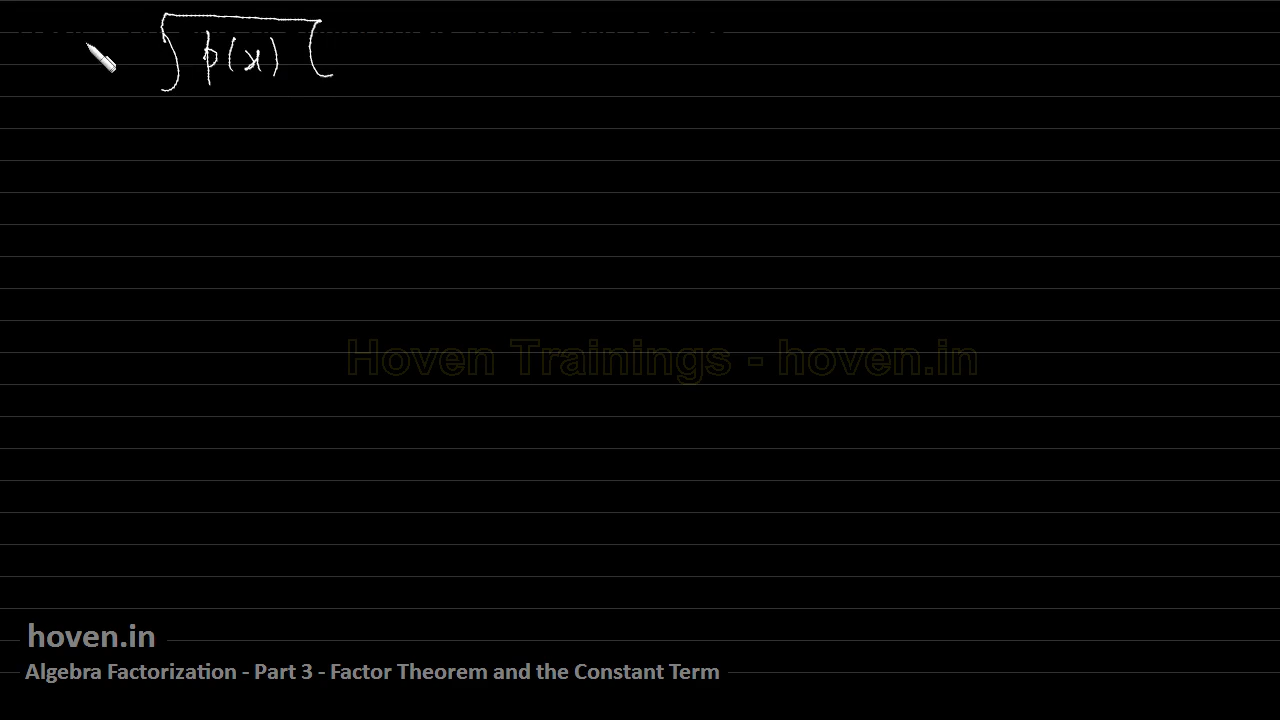 p(x)
Hoven Trainings - hoven.in
hoven.in
Algebra Factorization - Part 3 - Factor Theorem and the Constant Term